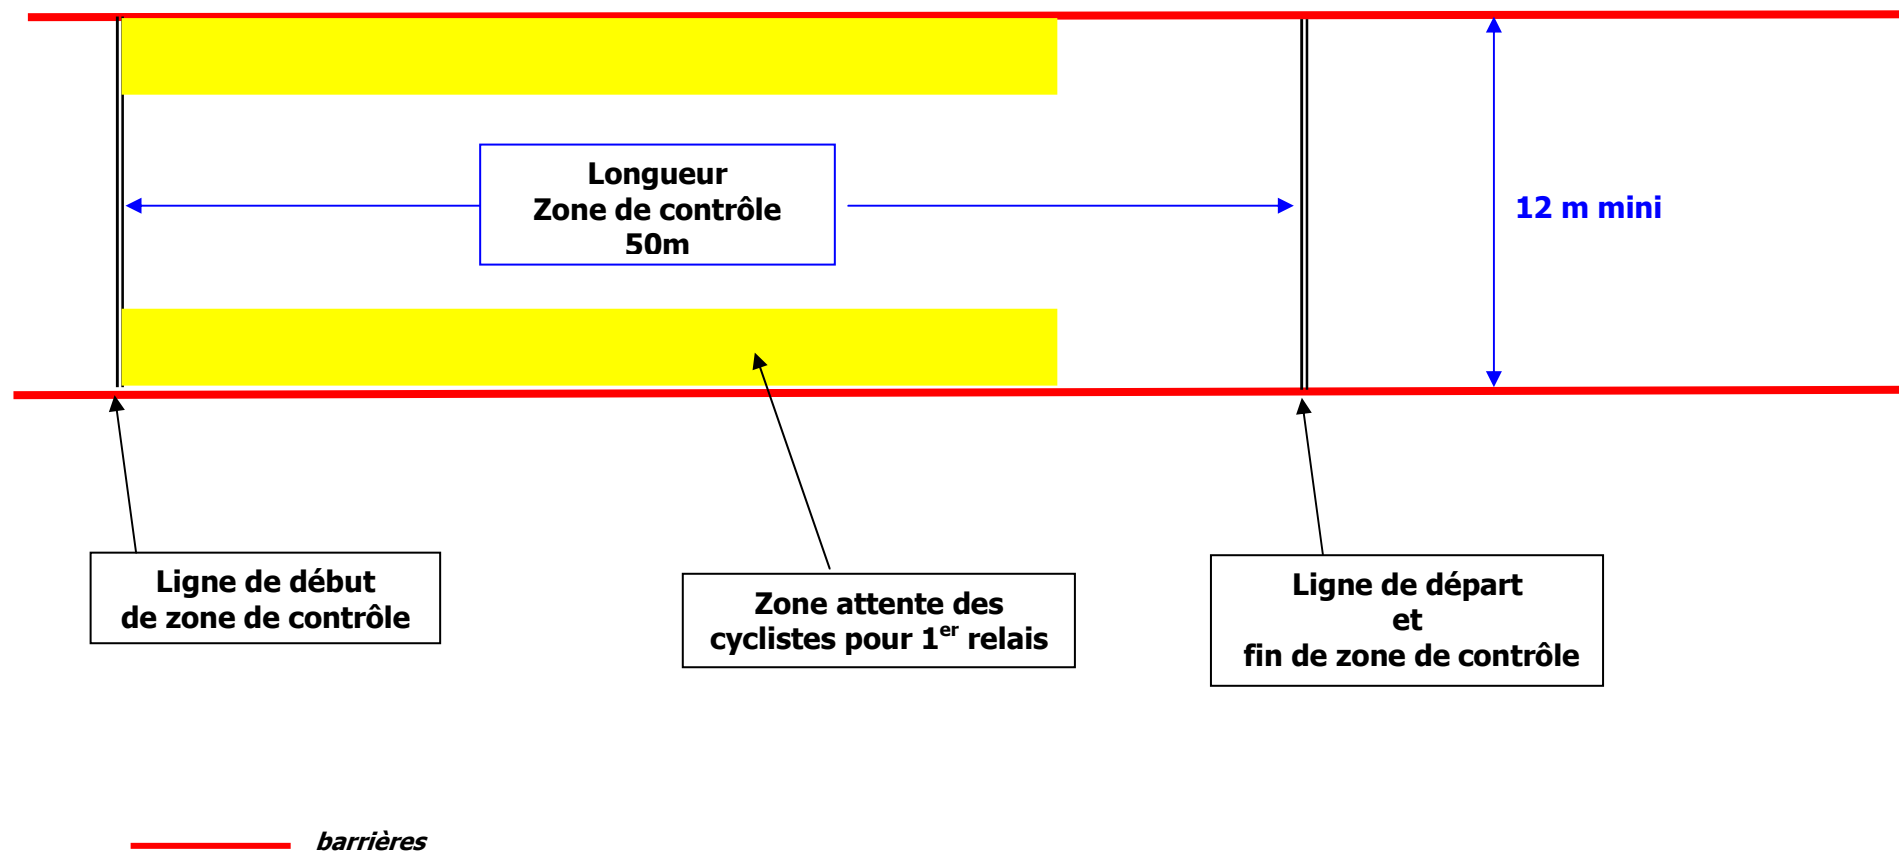 Longueur
Zone de contrôle
50m
12 m mini
Ligne de début
de zone de contrôle
Zone attente des
cyclistes pour 1er relais
Ligne de départ
et
fin de zone de contrôle
barrières